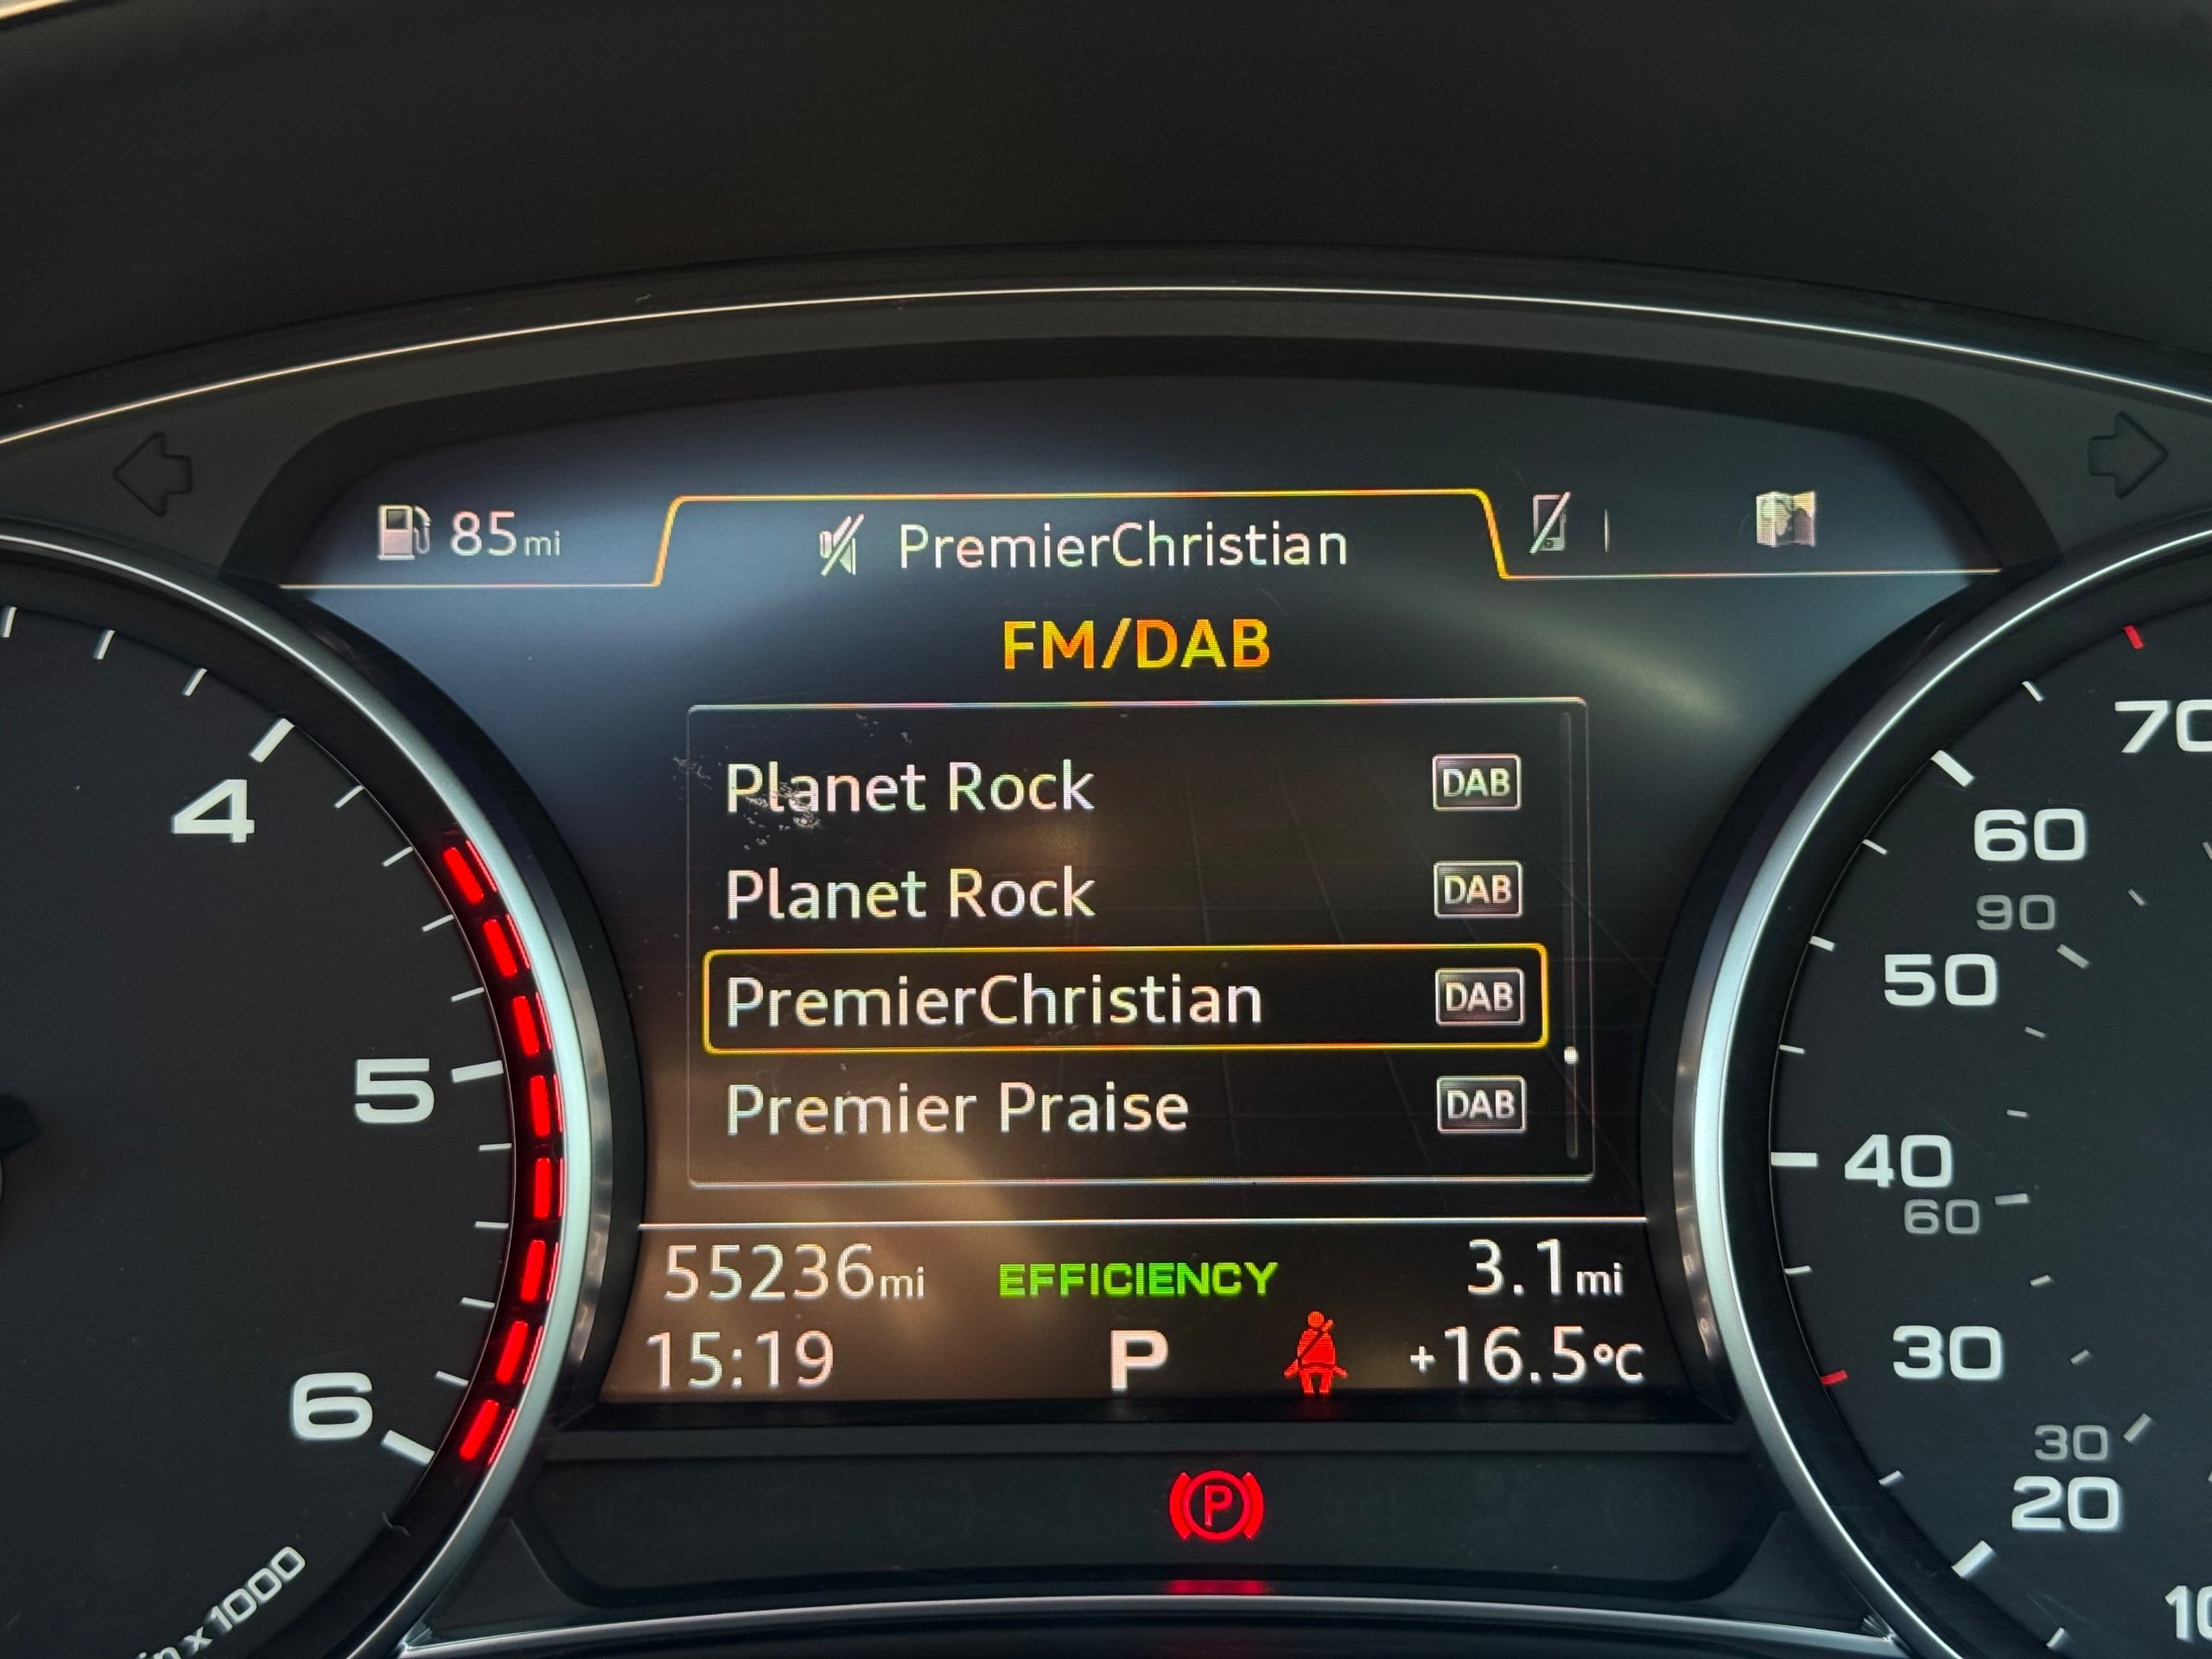 85mi
PremierChristian
FM/DAB
Planet Rock DAB
Planet Rock DAB
PremierChristian DAB
Premier Praise DAB
55236mi EFFICIENCY 3.1mi
15:19 P +16.5°C
P
4
5
6
x 1000
70
60
90
50
40
60
30
30
20